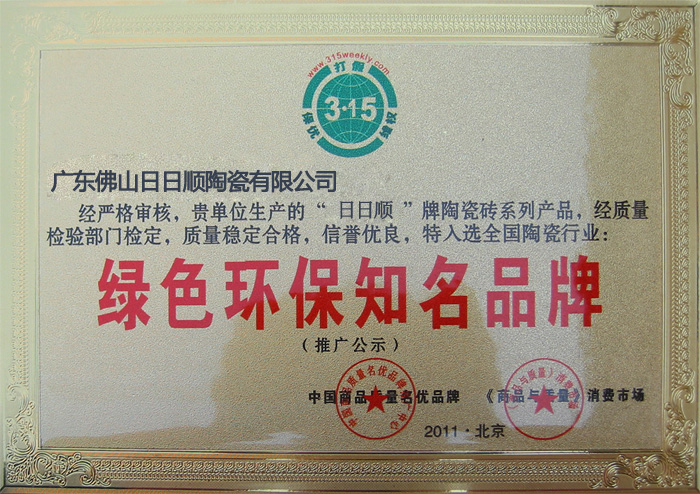 www.315weekly.com
打假
3·15
保优 维权
广东佛山日日顺陶瓷有限公司
经严格审核，贵单位生产的“日日顺”牌陶瓷砖系列产品，经质量
检验部门检定，质量稳定合格，信誉优良，特入选全国陶瓷行业：
绿色环保知名品牌
（推广公示）
中国商品质量名优品牌 《商品与质量》消费市场
2011·北京